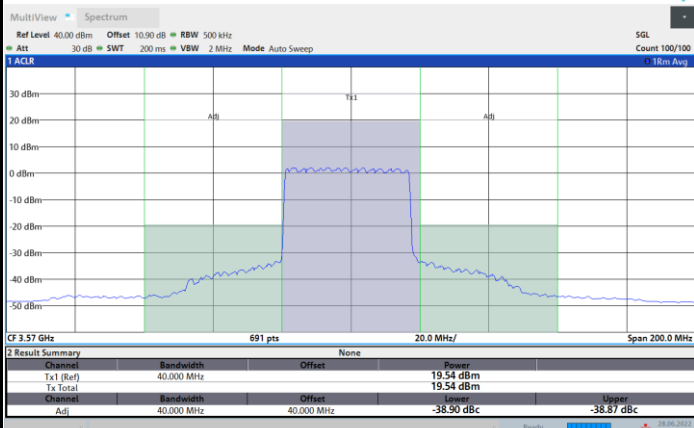 MultiView Spectrum
Ref Level 40.00 dBm Offset 10.90 dB RBW 500 kHz SGL
Att 30 dB SWT 200 ms VBW 2 MHz Mode Auto Sweep Count 100/100
1 ACLR 1Rm Avg
30 dBm
Tx1
20 dBm
Adj Adj
10 dBm
0 dBm
-10 dBm
-20 dBm
-30 dBm
-40 dBm
-50 dBm
CF 3.57 GHz 691 pts 20.0 MHz/ Span 200.0 MHz
2 Result Summary None
Channel Bandwidth Offset Power
Tx1 (Ref) 40.000 MHz 19.54 dBm
Tx Total 19.54 dBm
Channel Bandwidth Offset Lower Upper
Adj 40.000 MHz 40.000 MHz -38.90 dBc -38.87 dBc
Ready 28.06.2022